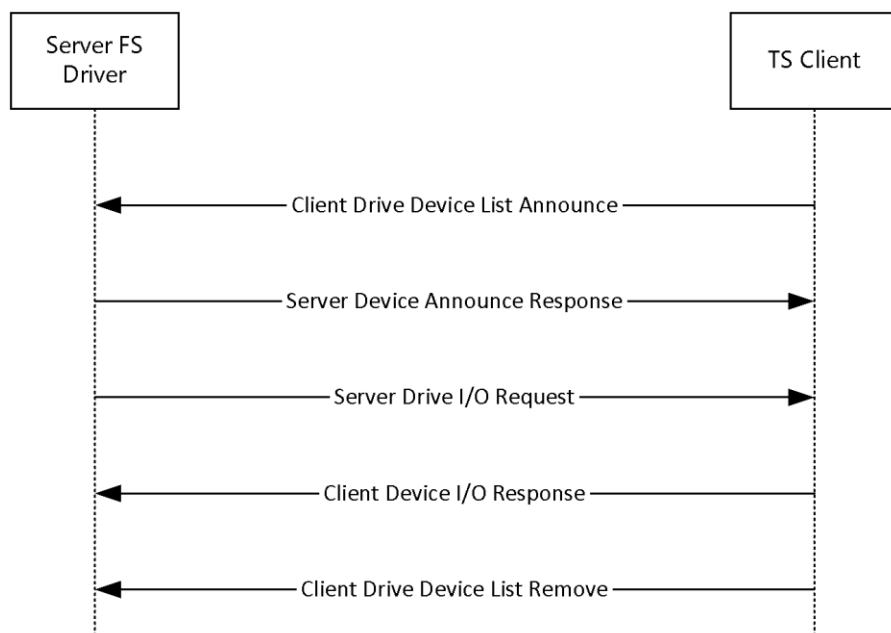 Server FS
Driver
TS Client
Client Drive Device List Announce
Server Device Announce Response
Server Drive I/O Request
Client Device I/O Response
Client Drive Device List Remove